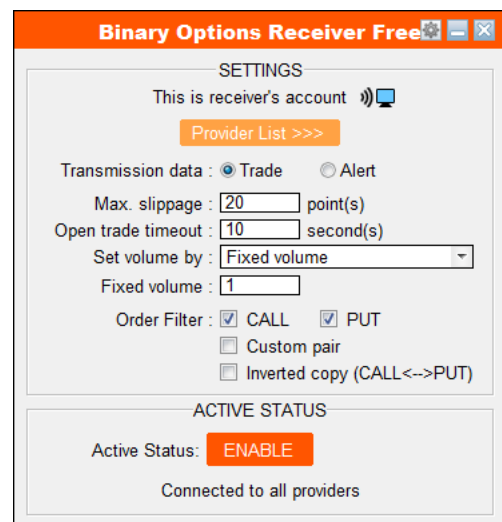 Binary Options Receiver Free
SETTINGS
This is receiver's account
Provider List >>>
Transmission data : Trade Alert
Max. slippage : 20 point(s)
Open trade timeout : 10 second(s)
Set volume by : Fixed volume
Fixed volume : 1
Order Filter : CALL PUT
Custom pair
Inverted copy (CALL<-->PUT)
ACTIVE STATUS
Active Status: ENABLE
Connected to all providers